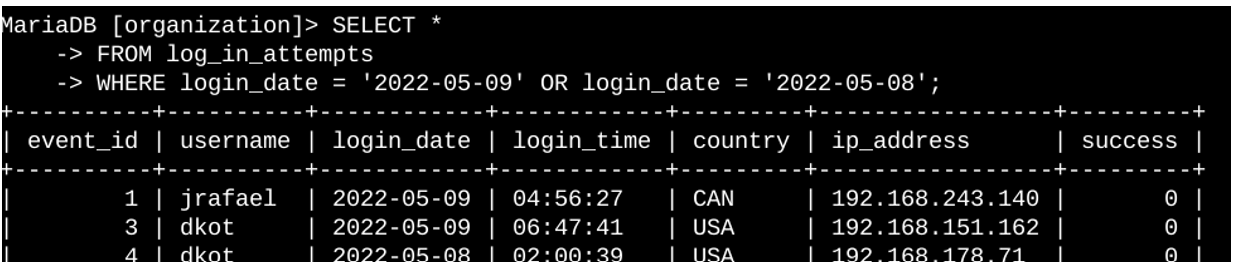 MariaDB [organization]> SELECT *
    -> FROM log_in_attempts
    -> WHERE login_date = '2022-05-09' OR login_date = '2022-05-08';
+----------+----------+------------+------------+---------+-----------------+---------+
| event_id | username | login_date | login_time | country | ip_address      | success |
+----------+----------+------------+------------+---------+-----------------+---------+
|        1 | jrafael  | 2022-05-09 | 04:56:27   | CAN     | 192.168.243.140 |       0 |
|        3 | dkot     | 2022-05-09 | 06:47:41   | USA     | 192.168.151.162 |       0 |
|        4 | dkot     | 2022-05-08 | 02:00:39   | USA     | 192.168.178.71  |       0 |